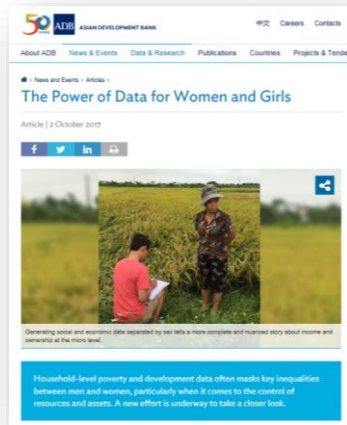 50 YEARS ADB ASIAN DEVELOPMENT BANK
中文 Careers Contacts
About ADB News & Events Data & Research Publications Countries Projects & Tende
> News and Events > Articles >
The Power of Data for Women and Girls
Article | 2 October 2017
f in
Generating social and economic data separated by sex tells a more complete and nuanced story about income and
ownership at the micro level.
Household-level poverty and development data often masks key inequalities
between men and women, particularly when it comes to the control of
resources and assets. A new effort is underway to take a closer look.